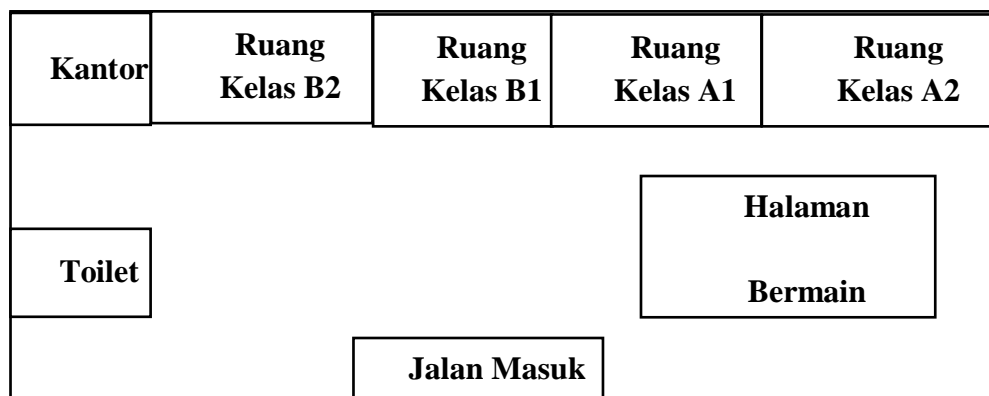 Kantor
Ruang
Kelas B2
Ruang
Kelas B1
Ruang
Kelas A1
Ruang
Kelas A2
Halaman
Bermain
Toilet
Jalan Masuk